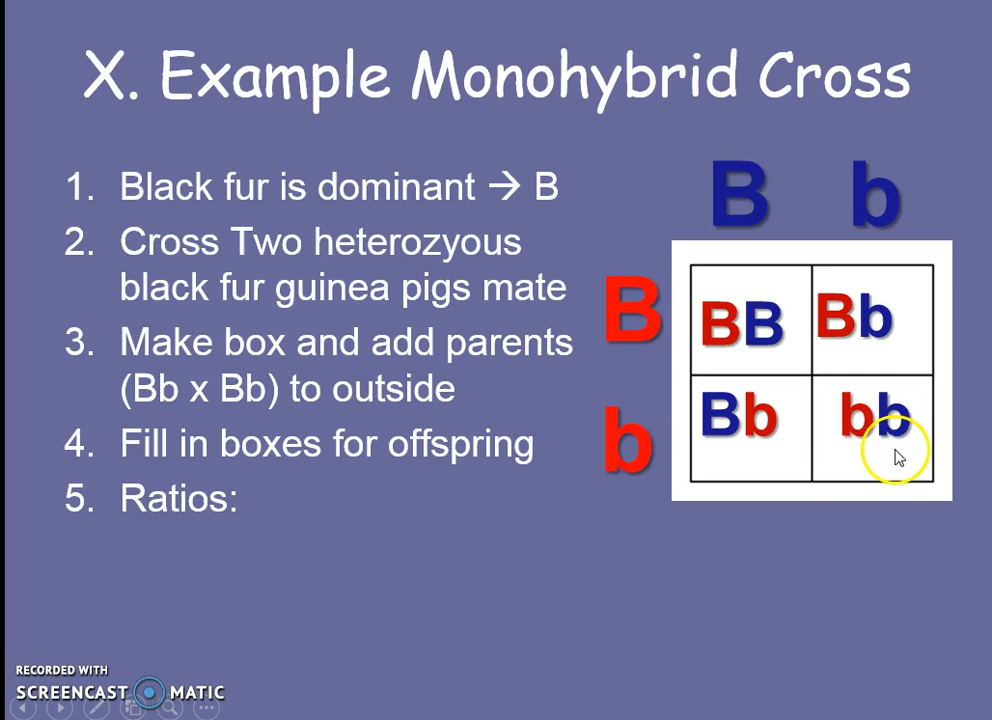 X. Example Monohybrid Cross
1. Black fur is dominant → B
2. Cross Two heterozyous
black fur guinea pigs mate
3. Make box and add parents
(Bb x Bb) to outside
4. Fill in boxes for offspring
5. Ratios:
B b
B
BB Bb
b
Bb bb
RECORDED WITH
SCREENCAST MATIC